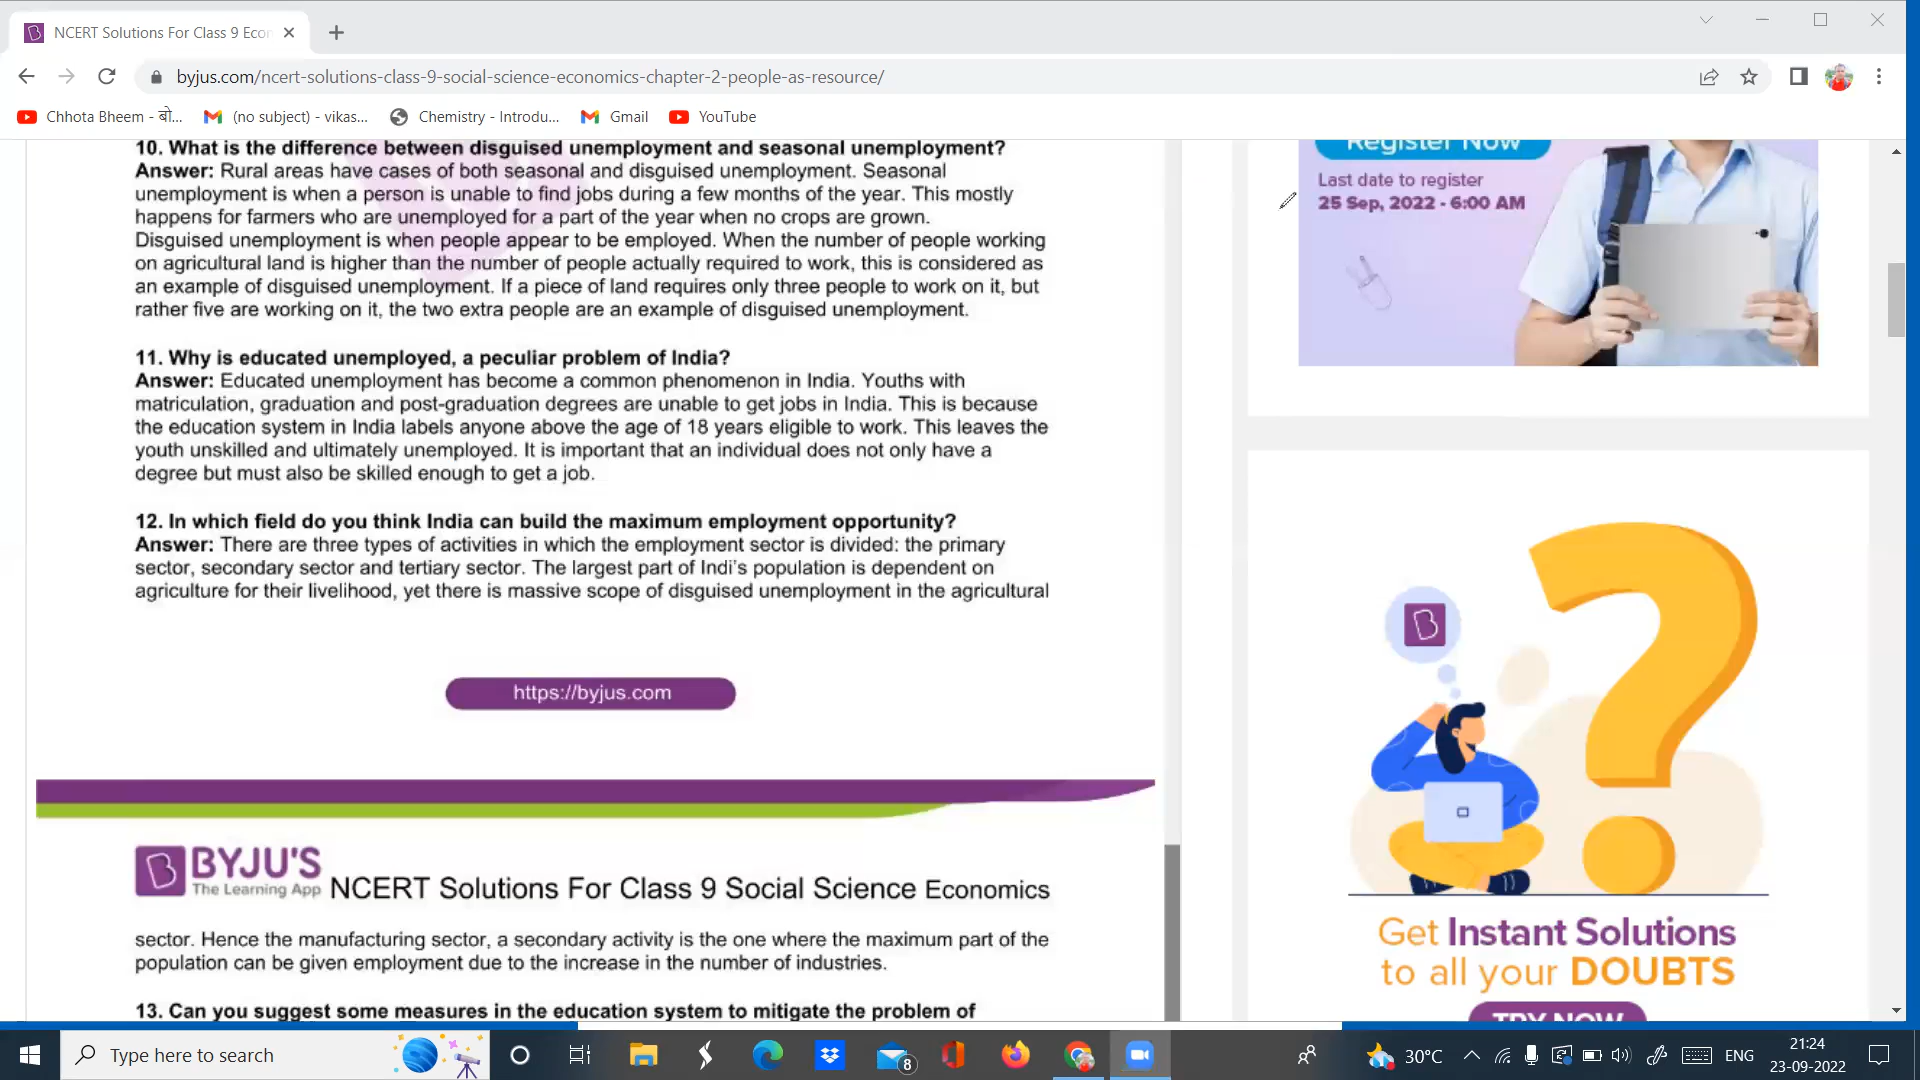 NCERT Solutions For Class 9 Econ
byjus.com/ncert-solutions-class-9-social-science-economics-chapter-2-people-as-resource/
Chhota Bheem - बो... (no subject) - vikas... Chemistry - Introdu... Gmail YouTube
10. What is the difference between disguised unemployment and seasonal unemployment?
Answer: Rural areas have cases of both seasonal and disguised unemployment. Seasonal
unemployment is when a person is unable to find jobs during a few months of the year. This mostly
happens for farmers who are unemployed for a part of the year when no crops are grown.
Disguised unemployment is when people appear to be employed. When the number of people working
on agricultural land is higher than the number of people actually required to work, this is considered as
an example of disguised unemployment. If a piece of land requires only three people to work on it, but
rather five are working on it, the two extra people are an example of disguised unemployment.
11. Why is educated unemployed, a peculiar problem of India?
Answer: Educated unemployment has become a common phenomenon in India. Youths with
matriculation, graduation and post-graduation degrees are unable to get jobs in India. This is because
the education system in India labels anyone above the age of 18 years eligible to work. This leaves the
youth unskilled and ultimately unemployed. It is important that an individual does not only have a
degree but must also be skilled enough to get a job.
12. In which field do you think India can build the maximum employment opportunity?
Answer: There are three types of activities in which the employment sector is divided: the primary
sector, secondary sector and tertiary sector. The largest part of Indi's population is dependent on
agriculture for their livelihood, yet there is massive scope of disguised unemployment in the agricultural
https://byjus.com
BYJU'S
The Learning App
NCERT Solutions For Class 9 Social Science Economics
sector. Hence the manufacturing sector, a secondary activity is the one where the maximum part of the
population can be given employment due to the increase in the number of industries.
13. Can you suggest some measures in the education system to mitigate the problem of
Register Now
Last date to register
25 Sep, 2022 - 6:00 AM
Get Instant Solutions
to all your DOUBTS
TRY NOW
Type here to search
8
30°C
ENG
21:24
23-09-2022